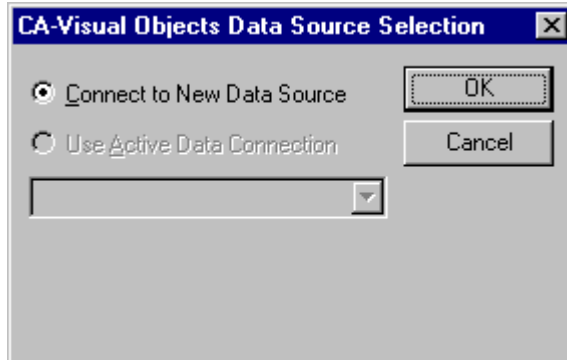 CA-Visual Objects Data Source Selection
Connect to New Data Source
OK
Use Active Data Connection
Cancel